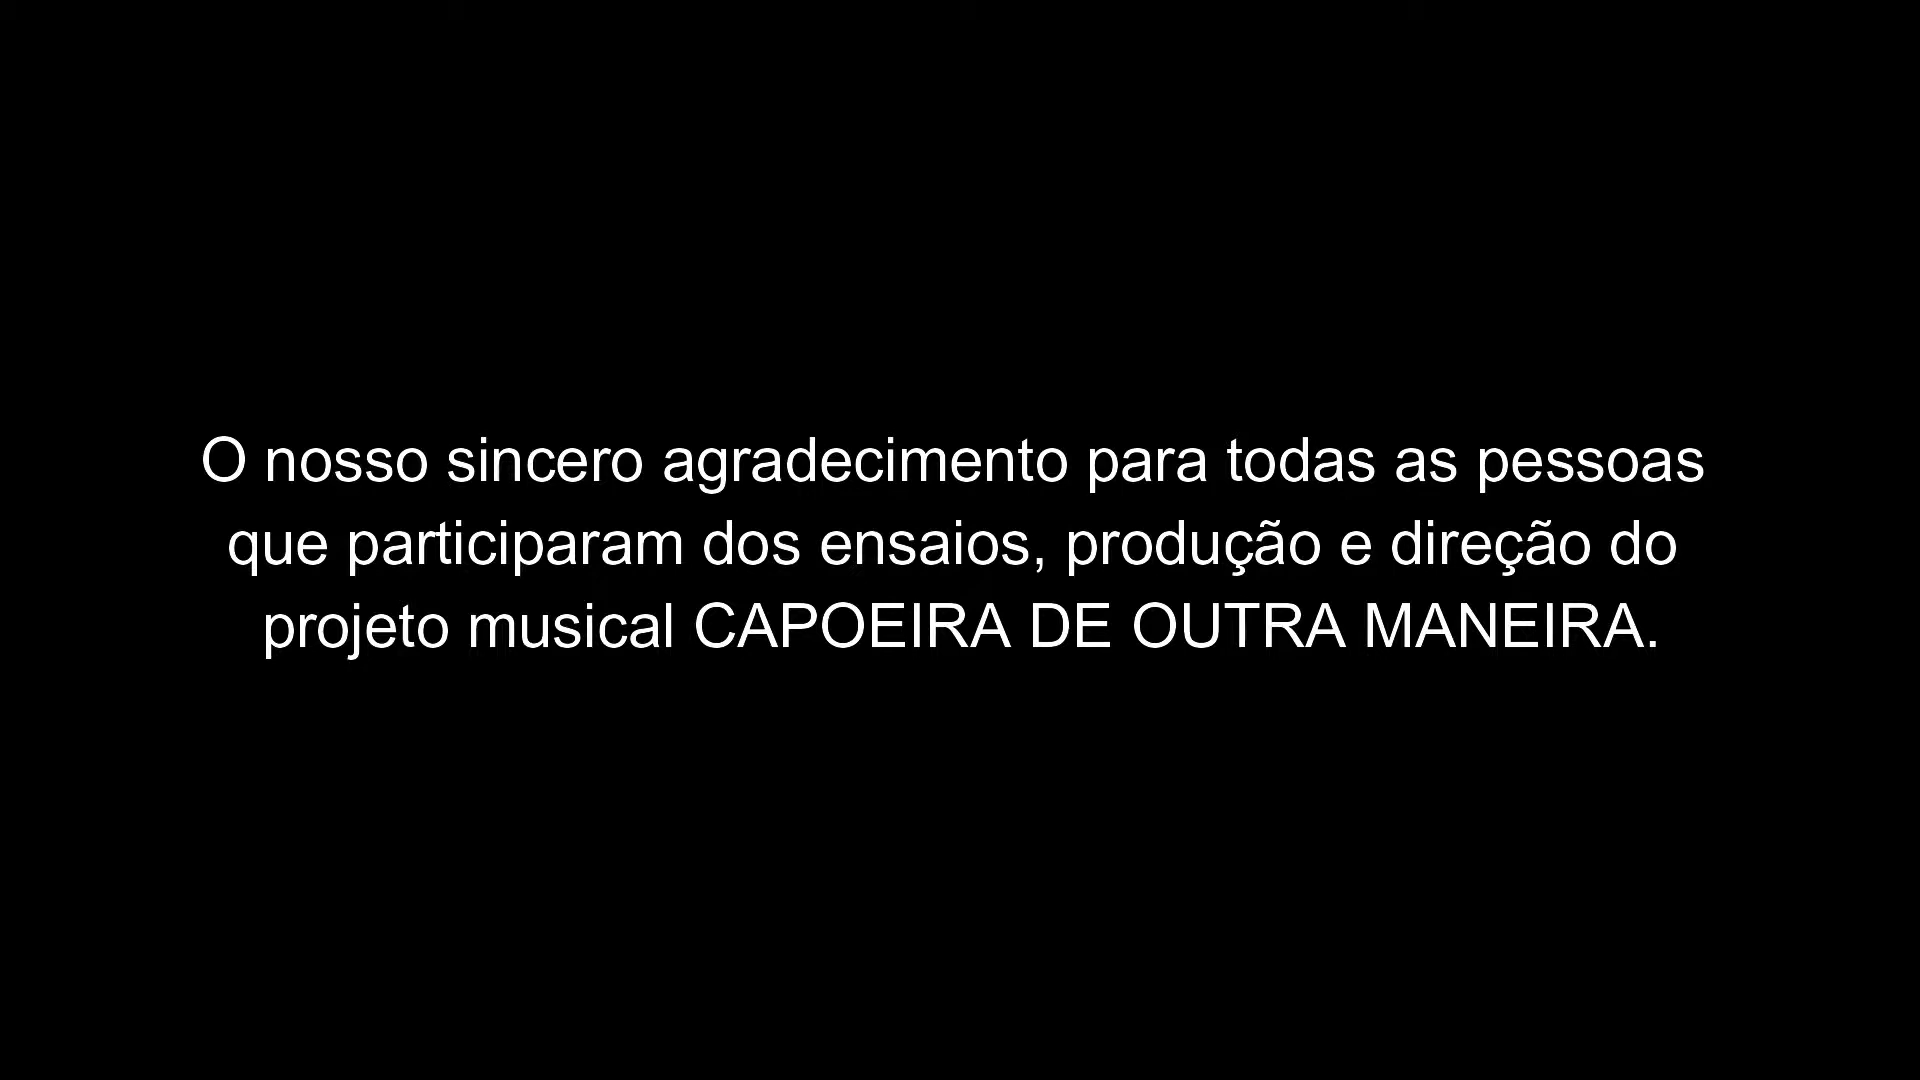 O nosso sincero agradecimento para todas as pessoas
que participaram dos ensaios, produção e direção do
projeto musical CAPOEIRA DE OUTRA MANEIRA.